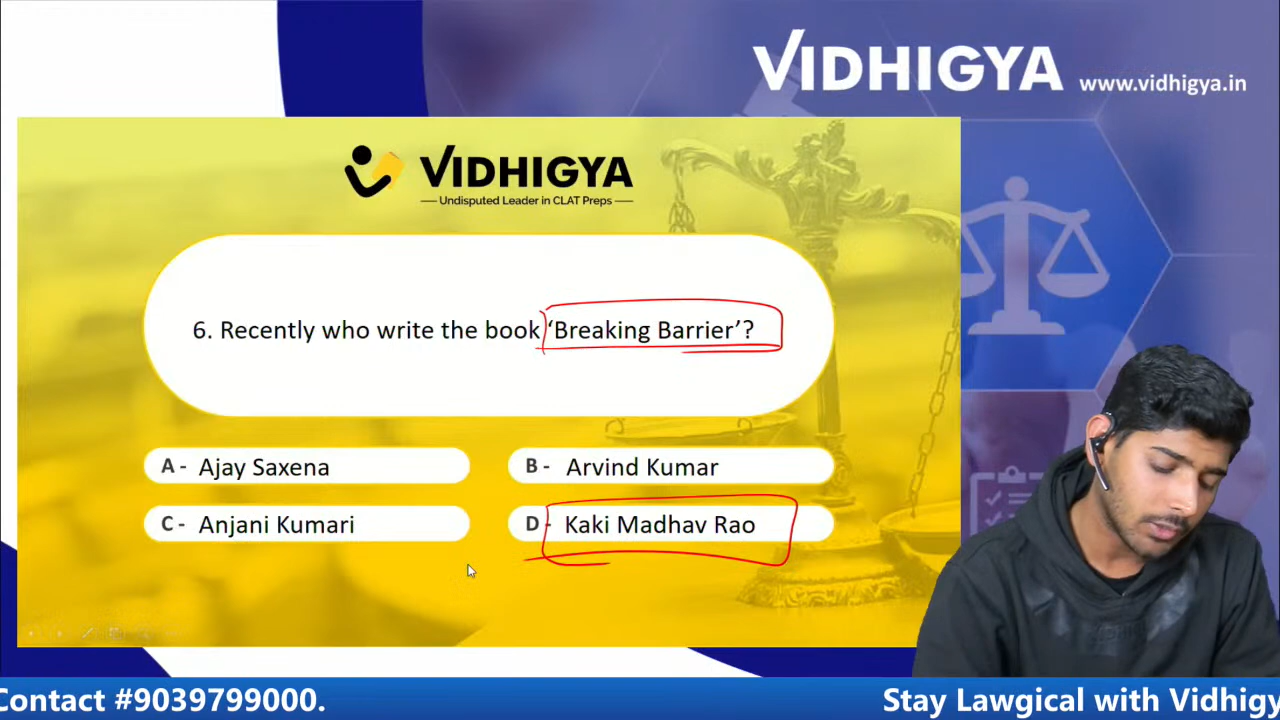 VIDHIGYA www.vidhigya.in
VIDHIGYA
Undisputed Leader in CLAT Preps
6. Recently who write the book ‘Breaking Barrier’?
A - Ajay Saxena
B - Arvind Kumar
C - Anjani Kumari
D - Kaki Madhav Rao
Contact #9039799000.
Stay Lawgical with Vidhigy